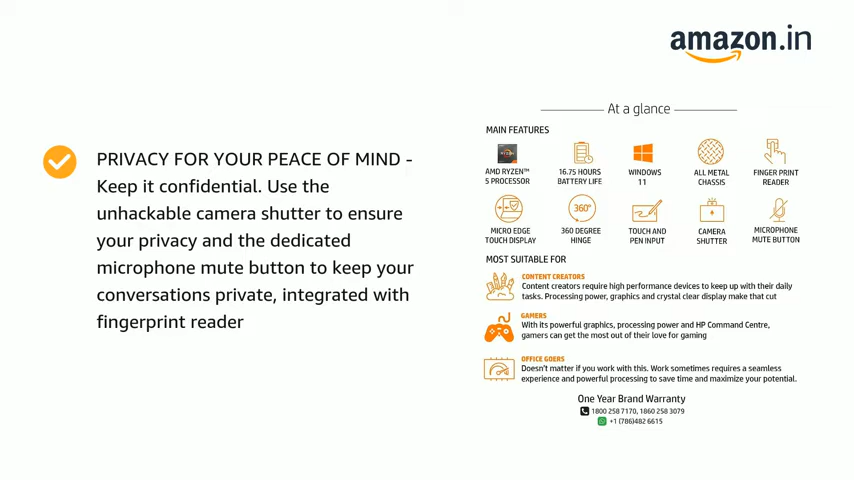 amazon.in
PRIVACY FOR YOUR PEACE OF MIND -
Keep it confidential. Use the
unhackable camera shutter to ensure
your privacy and the dedicated
microphone mute button to keep your
conversations private, integrated with
fingerprint reader
At a glance
MAIN FEATURES
AMD RYZEN™
5 PROCESSOR
16.75 HOURS
BATTERY LIFE
WINDOWS
11
ALL METAL
CHASSIS
FINGER PRINT
READER
MICRO EDGE
TOUCH DISPLAY
360°
360 DEGREE
HINGE
TOUCH AND
PEN INPUT
CAMERA
SHUTTER
MICROPHONE
MUTE BUTTON
MOST SUITABLE FOR
CONTENT CREATORS
Content creators require high performance devices to keep up with their daily
tasks. Processing power, graphics and crystal clear display make that cut
GAMERS
With its powerful graphics, processing power and HP Command Centre,
gamers can get the most out of their love for gaming
OFFICE GOERS
Doesn't matter if you work with this. Work sometimes requires a seamless
experience and powerful processing to save time and maximize your potential.
One Year Brand Warranty
1800 258 7170, 1860 258 3079
+1 (786)482 6615